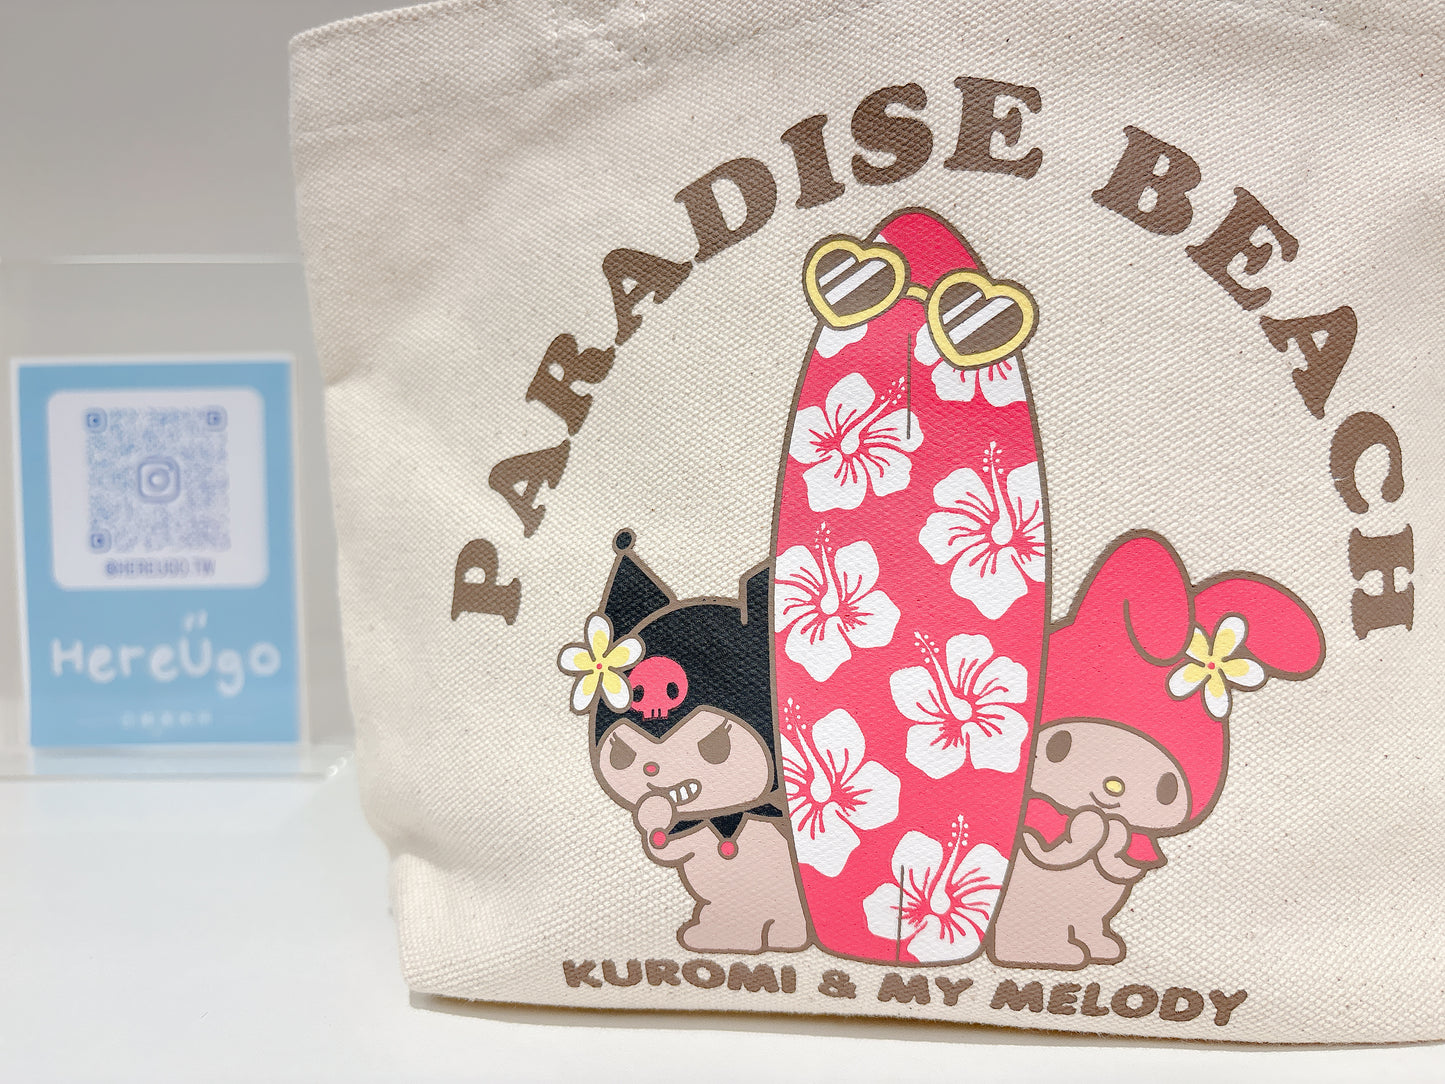 PARADISE BEACH
KUROMI & MY MELODY
@HEREUGO.TW
HereUgo